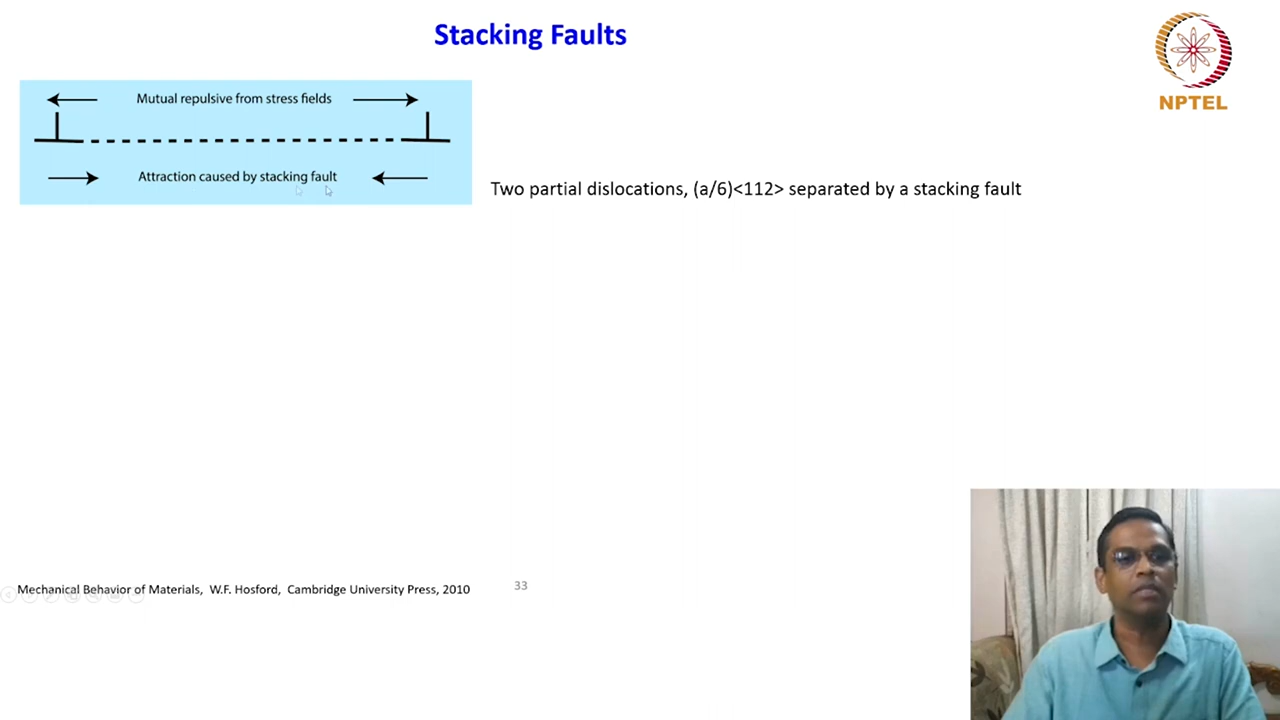 Stacking Faults
NPTEL
Mutual repulsive from stress fields
Attraction caused by stacking fault
Two partial dislocations, (a/6)<112> separated by a stacking fault
Mechanical Behavior of Materials, W.F. Hosford, Cambridge University Press, 2010
33